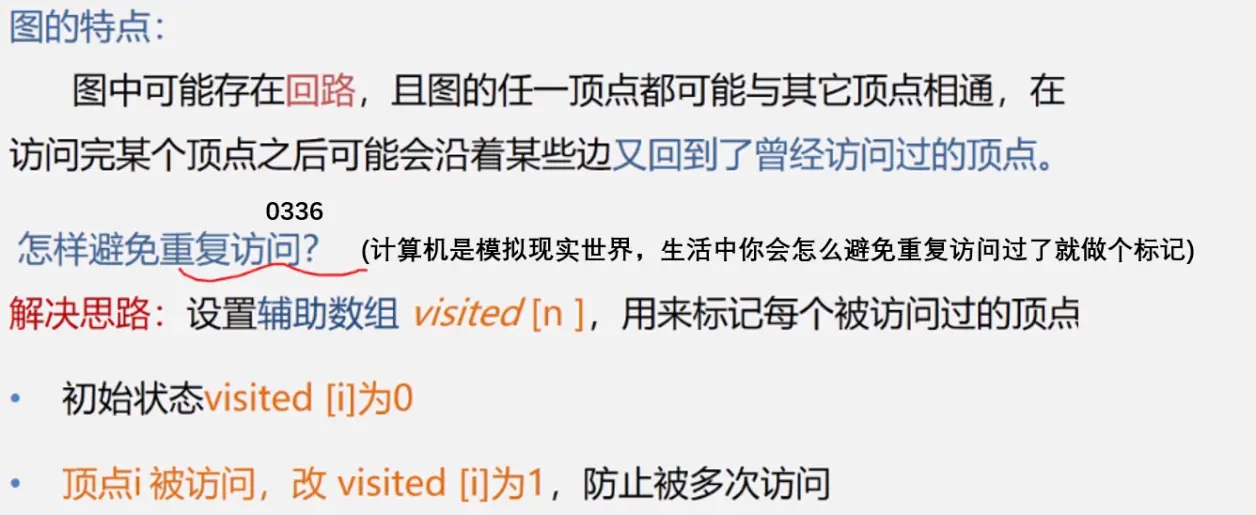 图的特点：
图中可能存在回路，且图的任一顶点都可能与其它顶点相通，在
访问完某个顶点之后可能会沿着某些边又回到了曾经访问过的顶点。
0336
怎样避免重复访问？ (计算机是模拟现实世界，生活中你会怎么避免重复访问过了就做个标记)
解决思路：设置辅助数组 visited [n ]，用来标记每个被访问过的顶点
• 初始状态visited [i]为0
• 顶点i 被访问，改 visited [i]为1，防止被多次访问